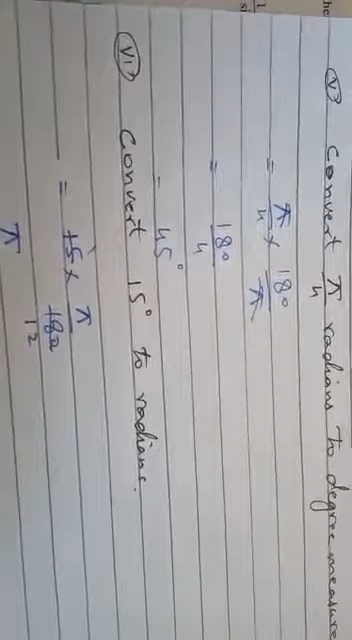 (V) Convert π/4 radians to degree measure
= π/4 × 180/π
= 180/4
= 45°
(VI) Convert 15° to radians.
= 15 × π/180
12
π